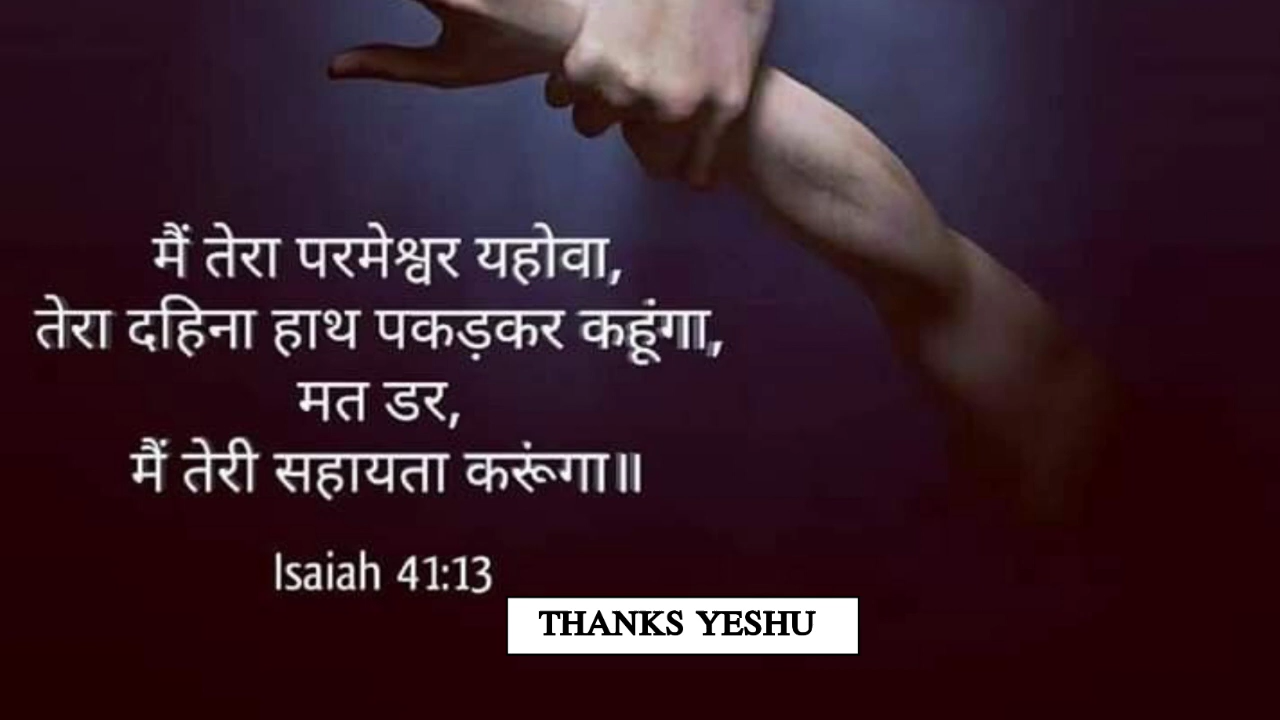 मैं तेरा परमेश्वर यहोवा,
तेरा दहिना हाथ पकड़कर कहूंगा,
मत डर,
मैं तेरी सहायता करूंगा॥
Isaiah 41:13
THANKS YESHU